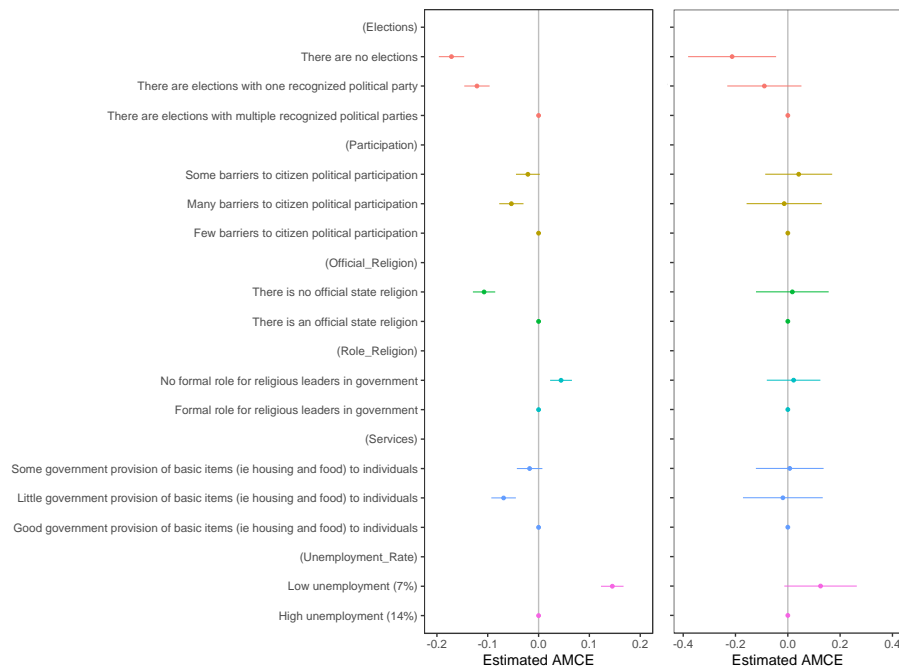 (Elections)
There are no elections
There are elections with one recognized political party
There are elections with multiple recognized political parties
(Participation)
Some barriers to citizen political participation
Many barriers to citizen political participation
Few barriers to citizen political participation
(Official_Religion)
There is no official state religion
There is an official state religion
(Role_Religion)
No formal role for religious leaders in government
Formal role for religious leaders in government
(Services)
Some government provision of basic items (ie housing and food) to individuals
Little government provision of basic items (ie housing and food) to individuals
Good government provision of basic items (ie housing and food) to individuals
(Unemployment_Rate)
Low unemployment (7%)
High unemployment (14%)
-0.2 -0.1 0.0 0.1 0.2
Estimated AMCE
-0.4 -0.2 0.0 0.2 0.4
Estimated AMCE